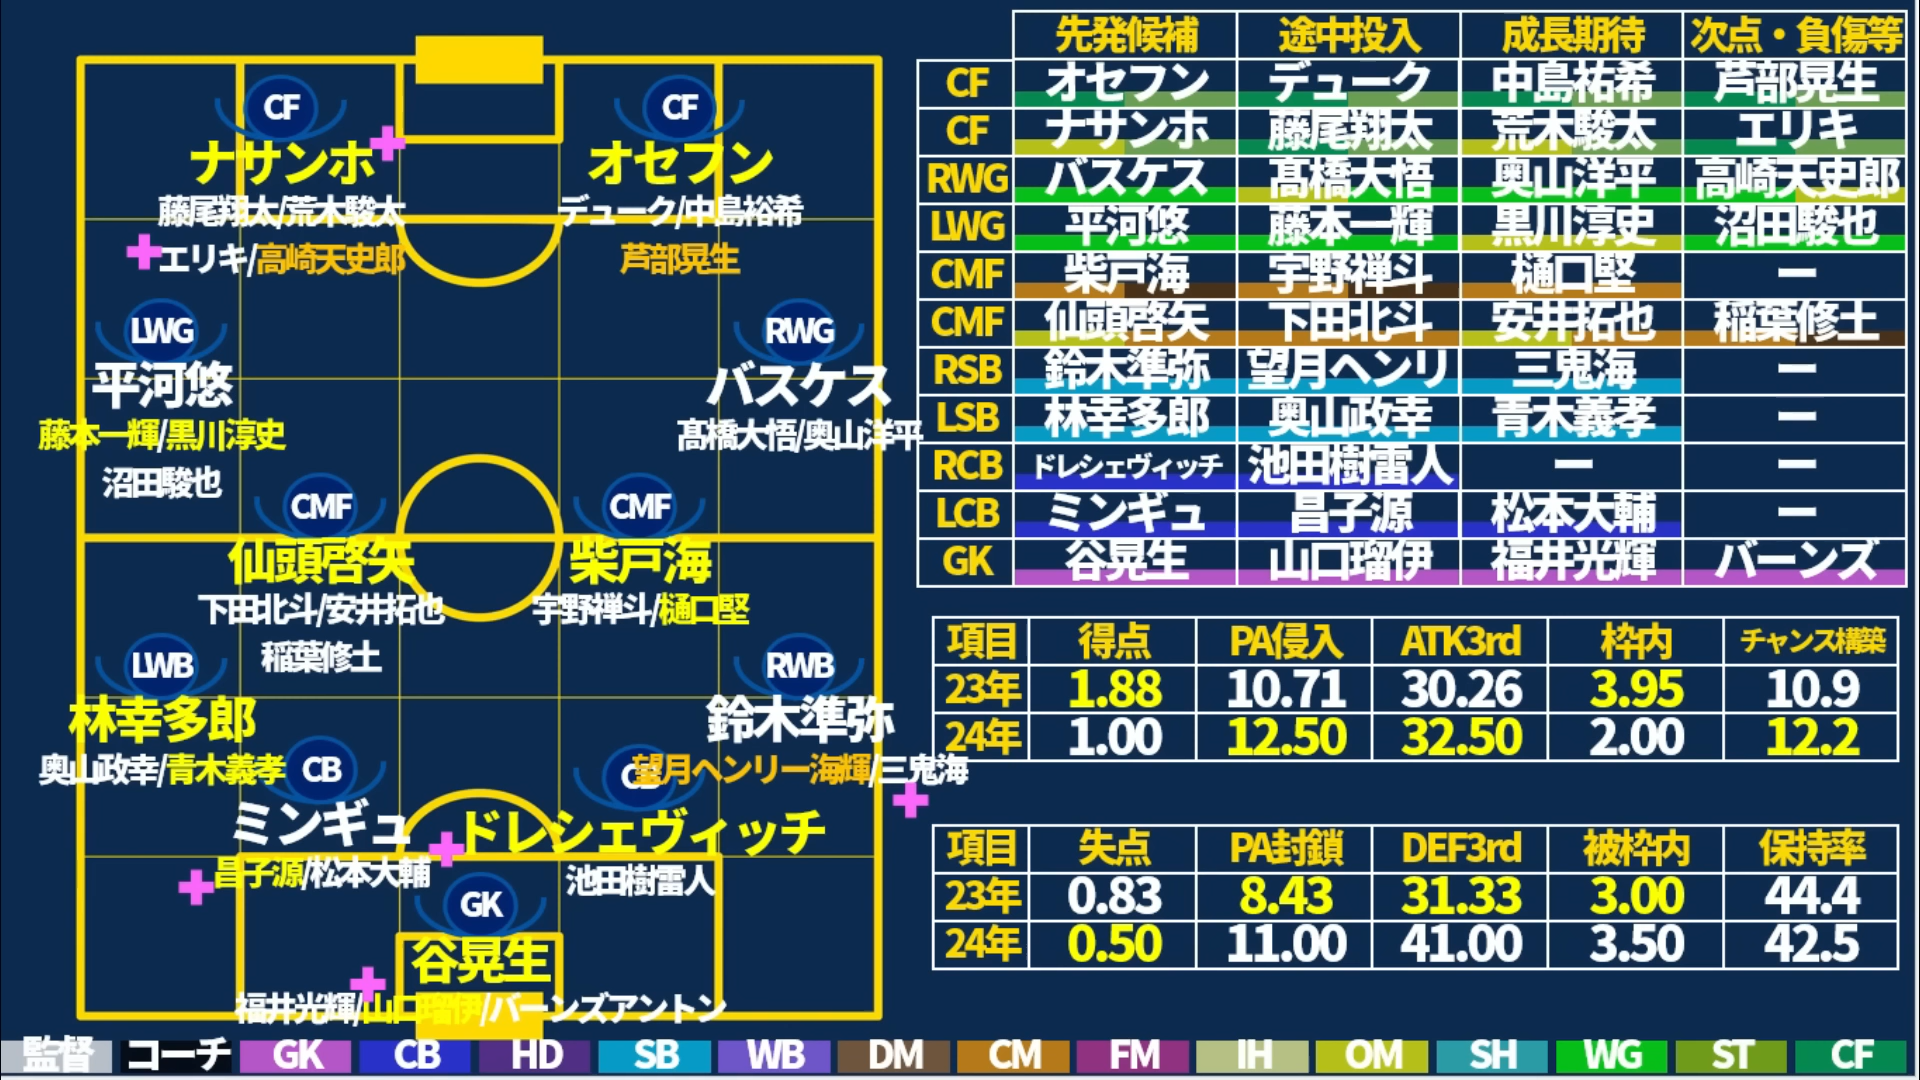 CF CF
ナサンホ オセフン
藤尾翔太/荒木駿太 デューク/中島裕希
エリキ/高崎天史郎 芦部晃生
LWG RWG
平河悠 バスケス
藤本一輝/黒川淳史 髙橋大悟/奥山洋平
沼田駿也
CMF CMF
仙頭啓矢 柴戸海
下田北斗/安井拓也 宇野禅斗/樋口堅
稲葉修土
LWB RWB
林幸多郎 鈴木準弥
奥山政幸/青木義孝 CB 望月ヘンリー海輝/三鬼海
ミンギュ ドレシェヴィッチ
昌子源/松本大輔 池田樹雷人
GK
谷晃生
福井光輝/山口瑠伊/バーンズアントン
先発候補 途中投入 成長期待 次点・負傷等
CF オセフン デューク 中島祐希 芦部晃生
CF ナサンホ 藤尾翔太 荒木駿太 エリキ
RWG バスケス 髙橋大悟 奥山洋平 高崎天史郎
LWG 平河悠 藤本一輝 黒川淳史 沼田駿也
CMF 柴戸海 宇野禅斗 樋口堅 ー
CMF 仙頭啓矢 下田北斗 安井拓也 稲葉修土
RSB 鈴木準弥 望月ヘンリ 三鬼海 ー
LSB 林幸多郎 奥山政幸 青木義孝 ー
RCB ドレシェヴィッチ 池田樹雷人 ー ー
LCB ミンギュ 昌子源 松本大輔 ー
GK 谷晃生 山口瑠伊 福井光輝 バーンズ
項目 得点 PA侵入 ATK3rd 枠内 チャンス構築
23年 1.88 10.71 30.26 3.95 10.9
24年 1.00 12.50 32.50 2.00 12.2
項目 失点 PA封鎖 DEF3rd 被枠内 保持率
23年 0.83 8.43 31.33 3.00 44.4
24年 0.50 11.00 41.00 3.50 42.5
監督 コーチ GK CB HD SB WB DM CM FM IH OM SH WG ST CF